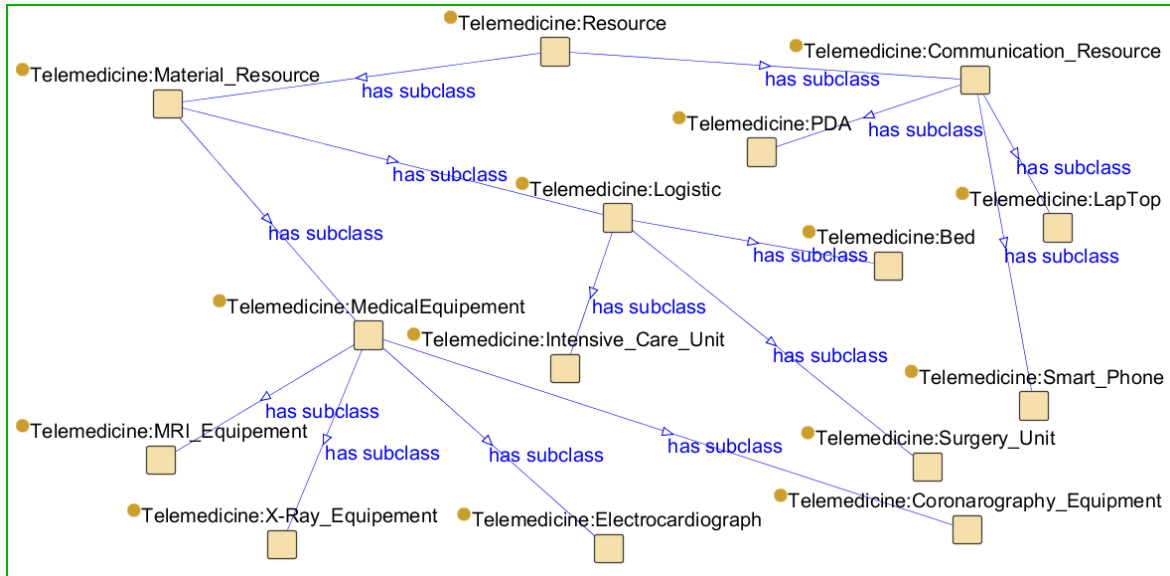 Telemedicine:Resource
Telemedicine:Communication_Resource
Telemedicine:Material_Resource
has subclass
has subclass
Telemedicine:PDA
has subclass
has subclass
has subclass
Telemedicine:Logistic
Telemedicine:LapTop
has subclass
Telemedicine:Bed
has subclass
has subclass
Telemedicine:MedicalEquipement
has subclass
Telemedicine:Intensive_Care_Unit
has subclass
Telemedicine:Smart_Phone
has subclass
Telemedicine:MRI_Equipement
has subclass
has subclass
has subclass
Telemedicine:Surgery_Unit
Telemedicine:X-Ray_Equipement
Telemedicine:Electrocardiograph
Telemedicine:Coronarography_Equipment